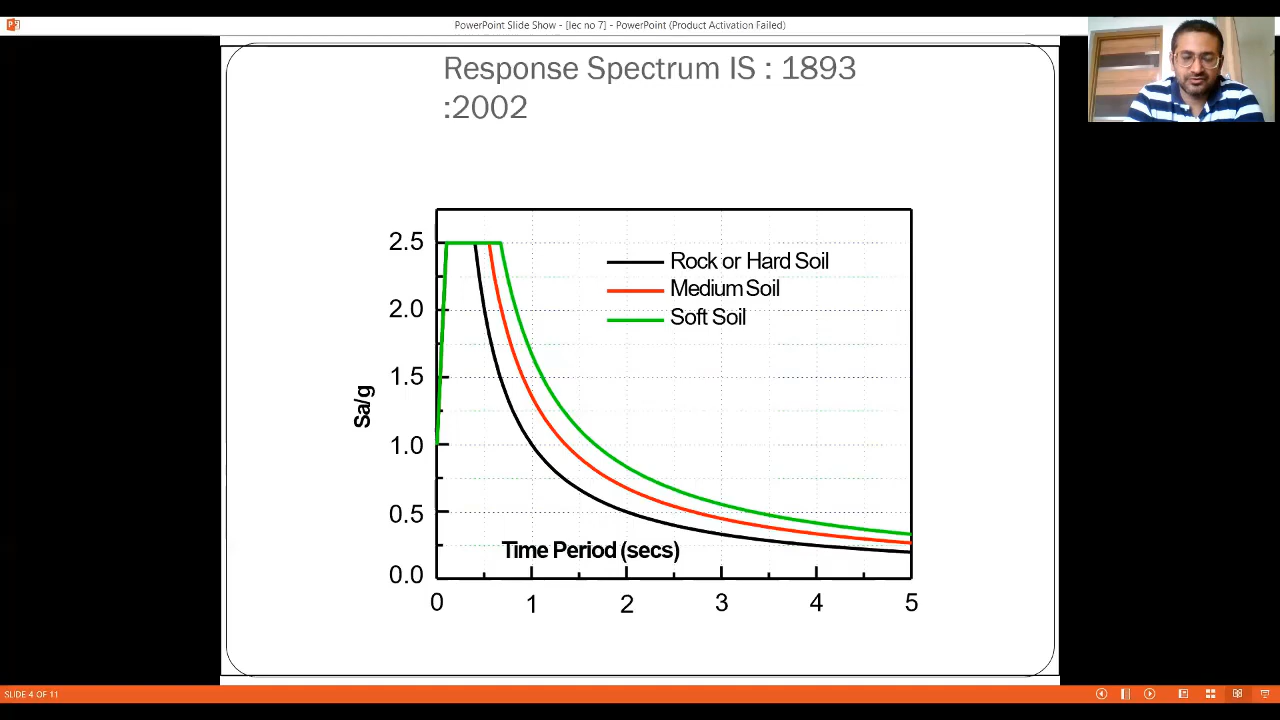 PowerPoint Slide Show - [lec no 7] - PowerPoint (Product Activation Failed)
Response Spectrum IS : 1893
:2002
2.5
2.0
1.5
1.0
0.5
0.0
Sa/g
Rock or Hard Soil
Medium Soil
Soft Soil
Time Period (secs)
0 1 2 3 4 5
SLIDE 4 OF 11